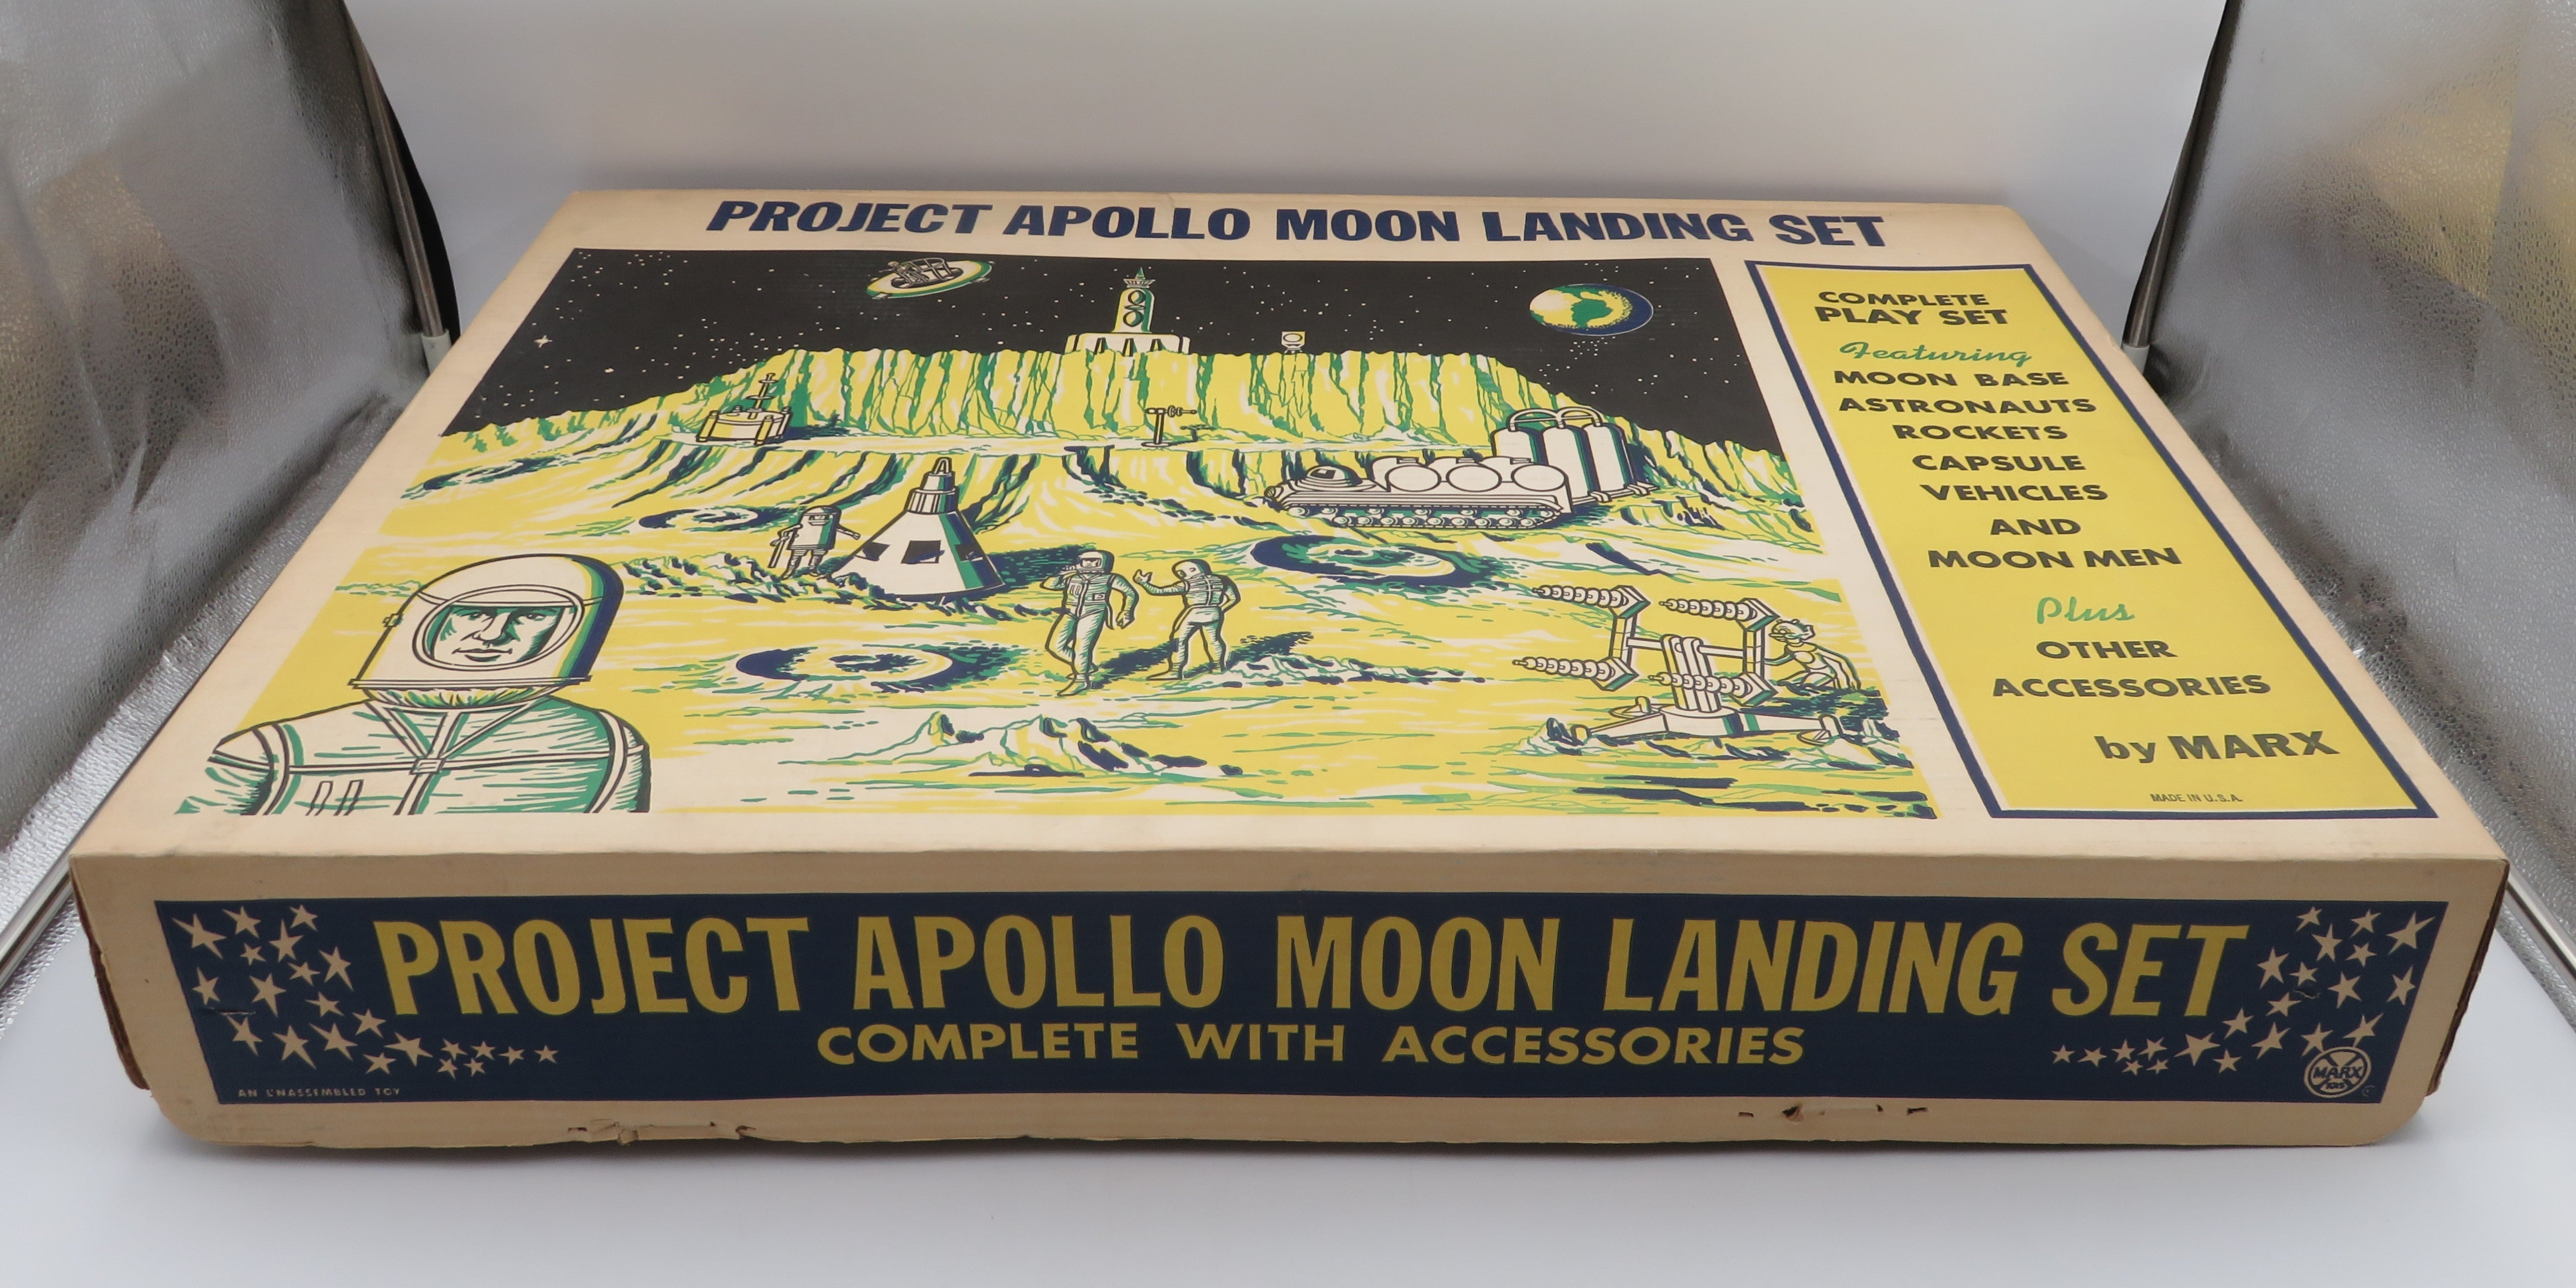 PROJECT APOLLO MOON LANDING SET
COMPLETE
PLAY SET
Featuring
MOON BASE
ASTRONAUTS
ROCKETS
CAPSULE
VEHICLES
AND
MOON MEN
Plus
OTHER
ACCESSORIES
by MARX
MADE IN U.S.A.
PROJECT APOLLO MOON LANDING SET
COMPLETE WITH ACCESSORIES
AN UNASSEMBLED TOY
MARX
TOYS